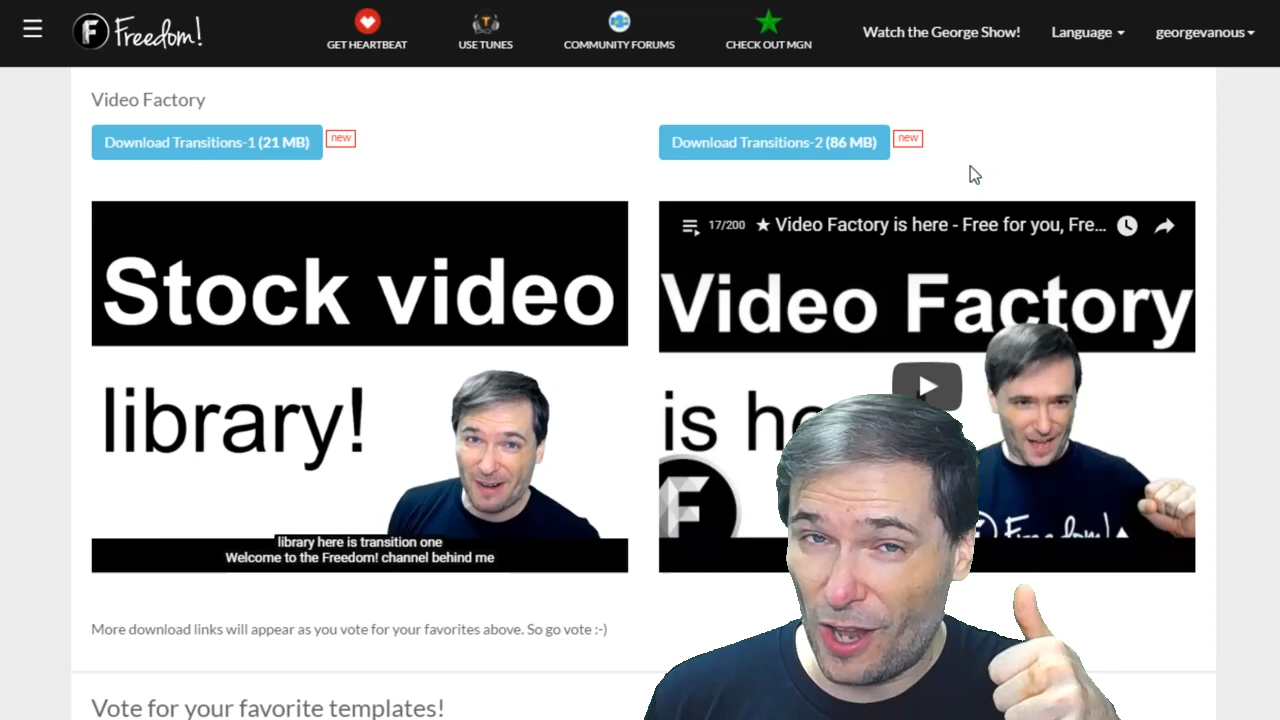 Freedom!
GET HEARTBEAT
USE TUNES
COMMUNITY FORUMS
CHECK OUT MGN
Watch the George Show!
Language
georgevanous
Video Factory
Download Transitions-1 (21 MB)
new
Download Transitions-2 (86 MB)
new
Stock video
library!
library here is transition one
Welcome to the Freedom! channel behind me
17/200 ★ Video Factory is here - Free for you, Fre...
Video Factory
is he
F
Freedom!
More download links will appear as you vote for your favorites above. So go vote :-)
Vote for your favorite templates!